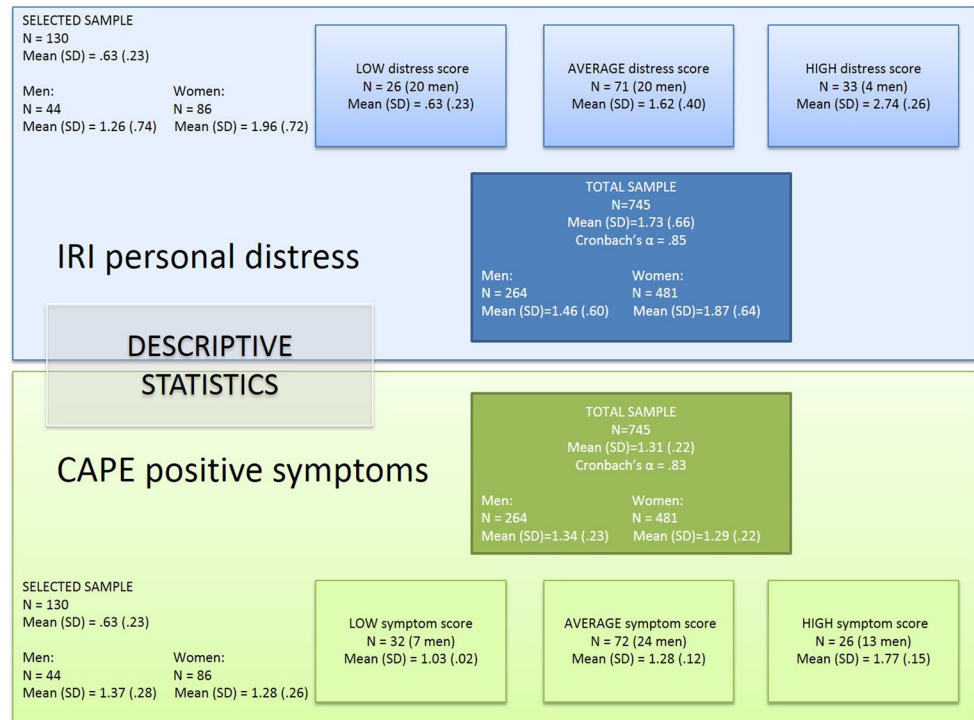 SELECTED SAMPLE
N = 130
Mean (SD) = .63 (.23)
Men:
N = 44
Mean (SD) = 1.26 (.74)
Women:
N = 86
Mean (SD) = 1.96 (.72)
LOW distress score
N = 26 (20 men)
Mean (SD) = .63 (.23)
AVERAGE distress score
N = 71 (20 men)
Mean (SD) = 1.62 (.40)
HIGH distress score
N = 33 (4 men)
Mean (SD) = 2.74 (.26)
TOTAL SAMPLE
N=745
Mean (SD)=1.73 (.66)
Cronbach's α = .85
Men:
N = 264
Mean (SD)=1.46 (.60)
Women:
N = 481
Mean (SD)=1.87 (.64)
IRI personal distress
DESCRIPTIVE
STATISTICS
CAPE positive symptoms
TOTAL SAMPLE
N=745
Mean (SD)=1.31 (.22)
Cronbach's α = .83
Men:
N = 264
Mean (SD)=1.34 (.23)
Women:
N = 481
Mean (SD)=1.29 (.22)
SELECTED SAMPLE
N = 130
Mean (SD) = .63 (.23)
Men:
N = 44
Mean (SD) = 1.37 (.28)
Women:
N = 86
Mean (SD) = 1.28 (.26)
LOW symptom score
N = 32 (7 men)
Mean (SD) = 1.03 (.02)
AVERAGE symptom score
N = 72 (24 men)
Mean (SD) = 1.28 (.12)
HIGH symptom score
N = 26 (13 men)
Mean (SD) = 1.77 (.15)